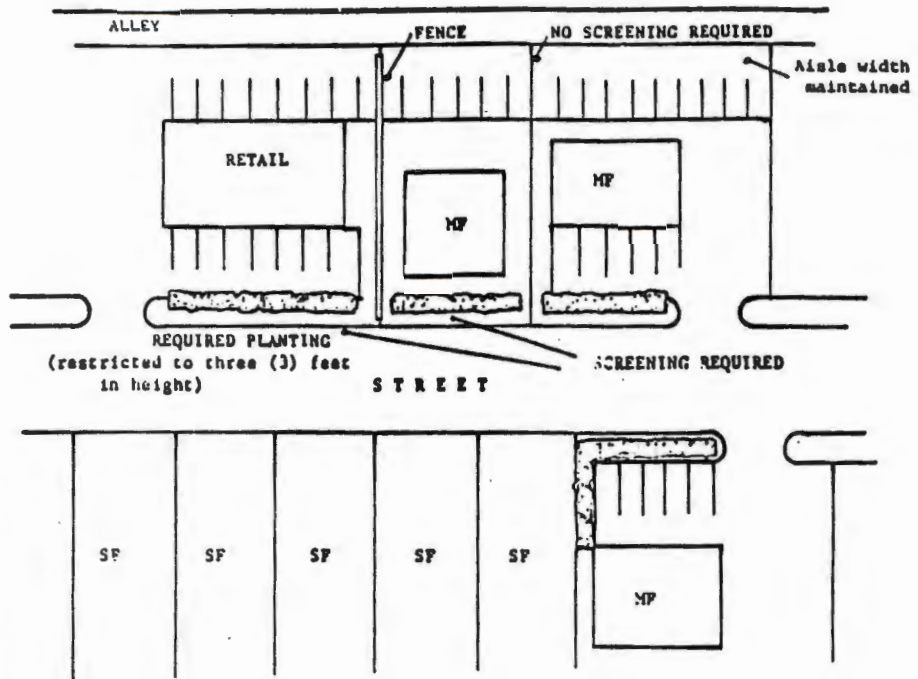 ALLEY
FENCE
NO SCREENING REQUIRED
Aisle width
maintained
RETAIL
MF
MF
REQUIRED PLANTING
(restricted to three (3) feet
in height)
SCREENING REQUIRED
STREET
SF
SF
SF
SF
SF
MF